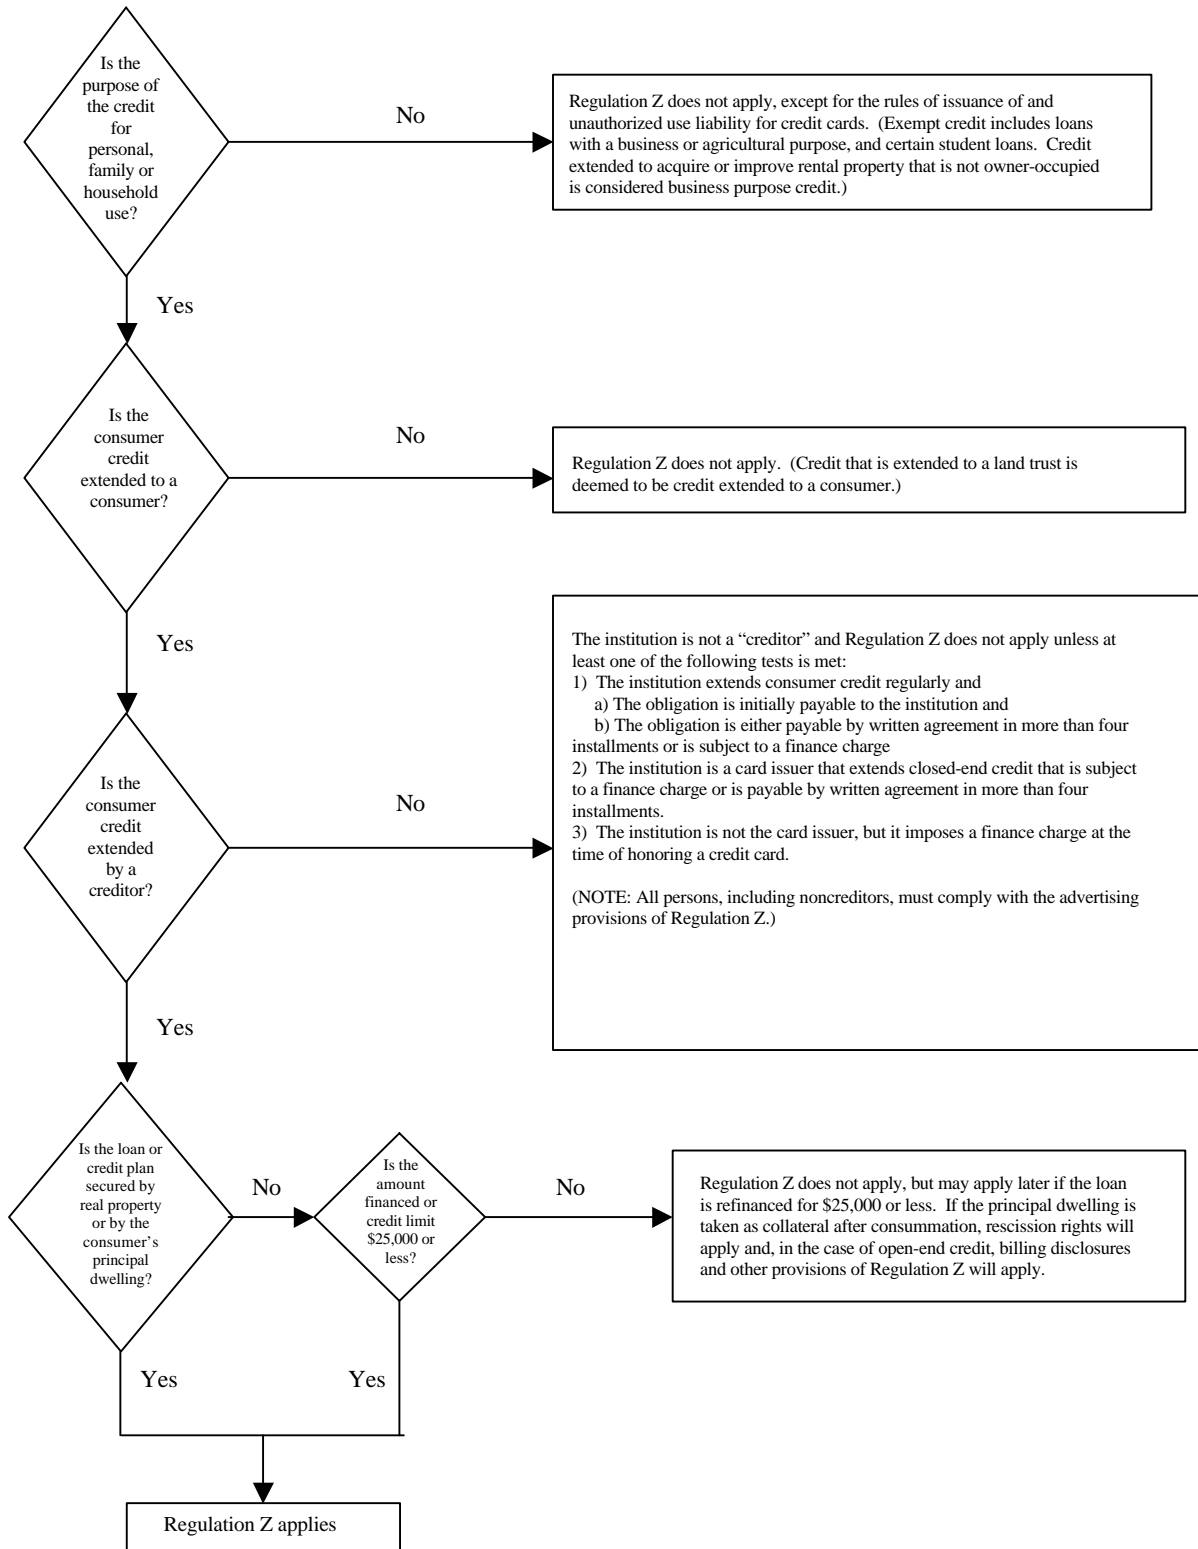 Is the
purpose of
the credit
for
personal,
family or
household
use?
No
Regulation Z does not apply, except for the rules of issuance of and
unauthorized use liability for credit cards. (Exempt credit includes loans
with a business or agricultural purpose, and certain student loans. Credit
extended to acquire or improve rental property that is not owner-occupied
is considered business purpose credit.)
Yes
Is the
consumer
credit
extended to a
consumer?
No
Regulation Z does not apply. (Credit that is extended to a land trust is
deemed to be credit extended to a consumer.)
Yes
Is the
consumer
credit
extended
by a
creditor?
No
The institution is not a “creditor” and Regulation Z does not apply unless at
least one of the following tests is met:
1) The institution extends consumer credit regularly and
a) The obligation is initially payable to the institution and
b) The obligation is either payable by written agreement in more than four
installments or is subject to a finance charge
2) The institution is a card issuer that extends closed-end credit that is subject
to a finance charge or is payable by written agreement in more than four
installments.
3) The institution is not the card issuer, but it imposes a finance charge at the
time of honoring a credit card.
(NOTE: All persons, including noncreditors, must comply with the advertising
provisions of Regulation Z.)
Yes
Is the loan or
credit plan
secured by
real property
or by the
consumer’s
principal
dwelling?
No
Is the
amount
financed or
credit limit
$25,000 or
less?
No
Regulation Z does not apply, but may apply later if the loan
is refinanced for $25,000 or less. If the principal dwelling is
taken as collateral after consummation, rescission rights will
apply and, in the case of open-end credit, billing disclosures
and other provisions of Regulation Z will apply.
Yes
Yes
Regulation Z applies